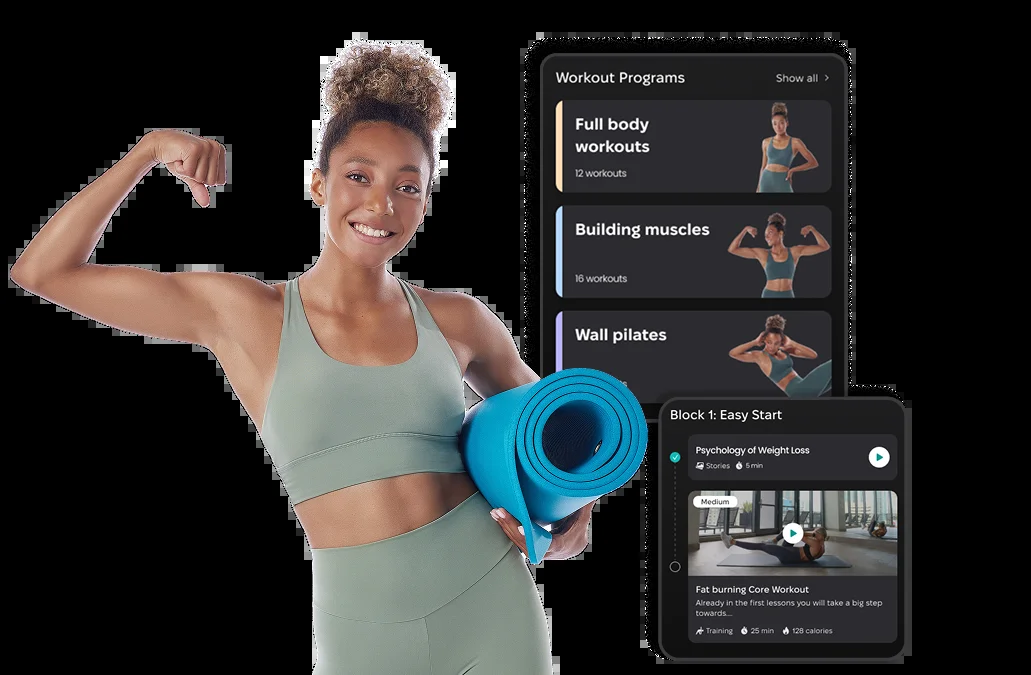 Workout Programs
Show all
Full body
workouts
12 workouts
Building muscles
16 workouts
Wall pilates
Block 1: Easy Start
Psychology of Weight Loss
Stories 5 min
Medium
Fat burning Core Workout
Already in the first lessons you will take a big step
towards...
Training 25 min 128 calories